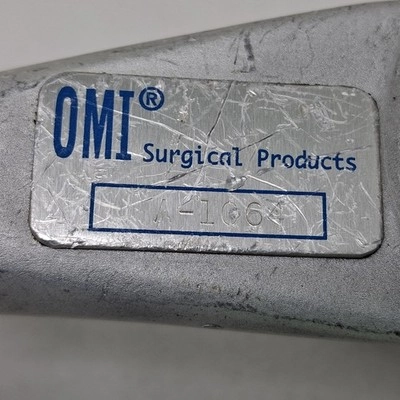 OMI®
Surgical Products
A-1064